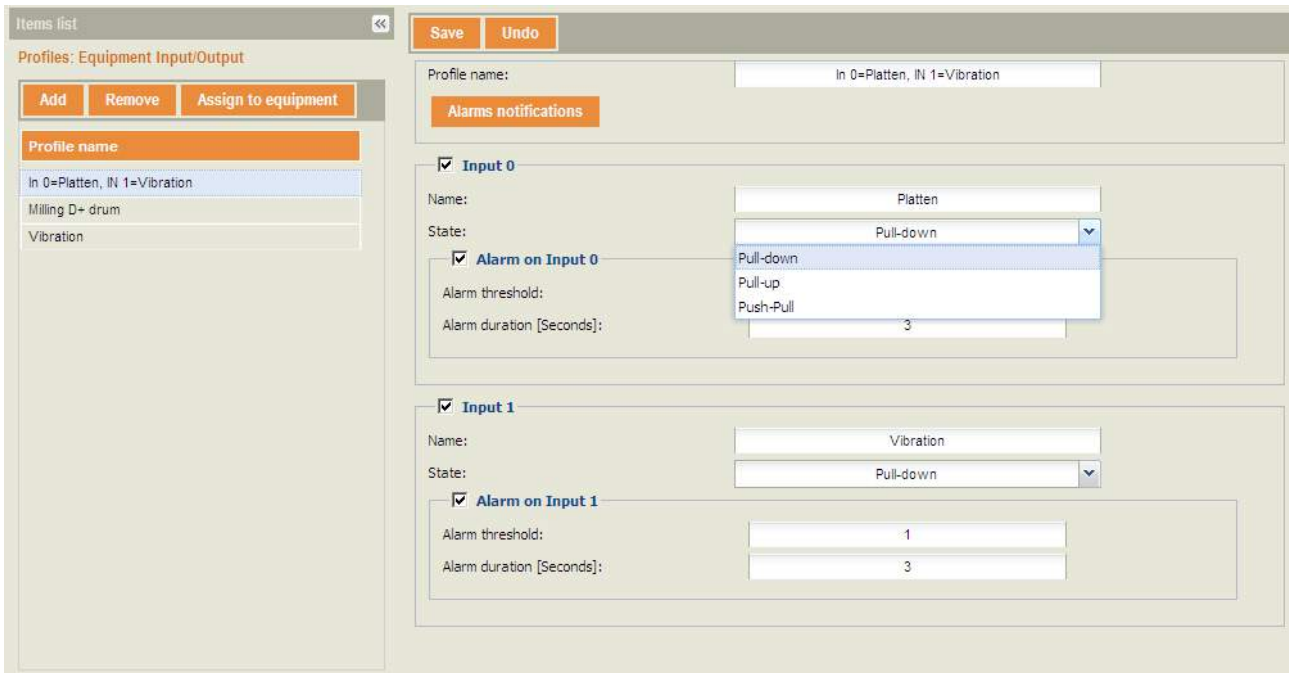 Items list
Profiles: Equipment Input/Output
Add Remove Assign to equipment
Profile name
In 0=Platten, IN 1=Vibration
Milling D+ drum
Vibration
Save Undo
Profile name: In 0=Platten, IN 1=Vibration
Alarms notifications
Input 0
Name: Platten
State: Pull-down
Pull-down
Pull-up
Push-Pull
Alarm on Input 0
Alarm threshold:
Alarm duration [Seconds]: 3
Input 1
Name: Vibration
State: Pull-down
Alarm on Input 1
Alarm threshold: 1
Alarm duration [Seconds]: 3